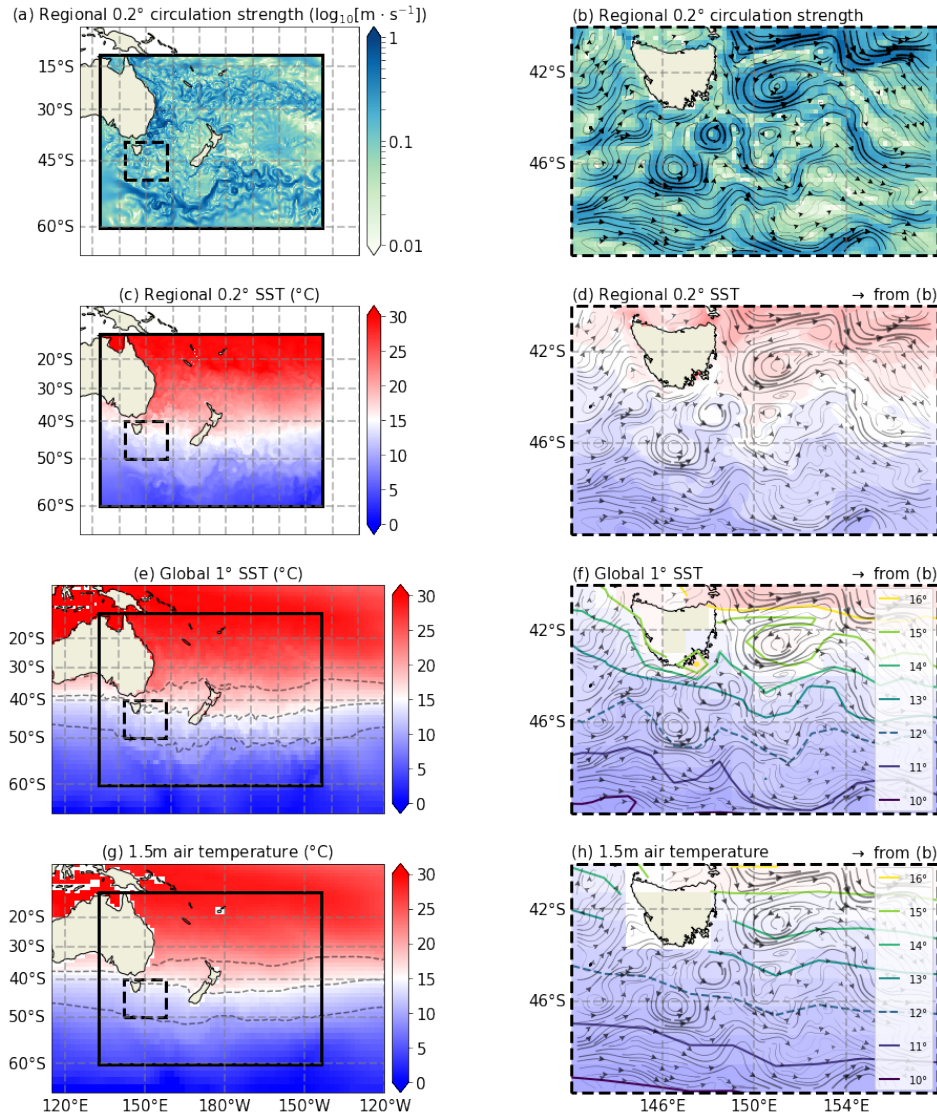 (a) Regional 0.2° circulation strength (log₁₀[m · s⁻¹])
15°S
30°S
45°S
60°S
1
0.1
0.01
(b) Regional 0.2° circulation strength
42°S
46°S
(c) Regional 0.2° SST (°C)
20°S
30°S
40°S
50°S
60°S
30
25
20
15
10
5
0
(d) Regional 0.2° SST → from (b)
42°S
46°S
(e) Global 1° SST (°C)
20°S
30°S
40°S
50°S
60°S
30
25
20
15
10
5
0
(f) Global 1° SST → from (b)
42°S
46°S
16°
15°
14°
13°
12°
11°
10°
(g) 1.5m air temperature (°C)
20°S
30°S
40°S
50°S
60°S
120°E 150°E 180°W 150°W 120°W
30
25
20
15
10
5
0
(h) 1.5m air temperature → from (b)
42°S
46°S
146°E 150°E 154°E
16°
15°
14°
13°
12°
11°
10°